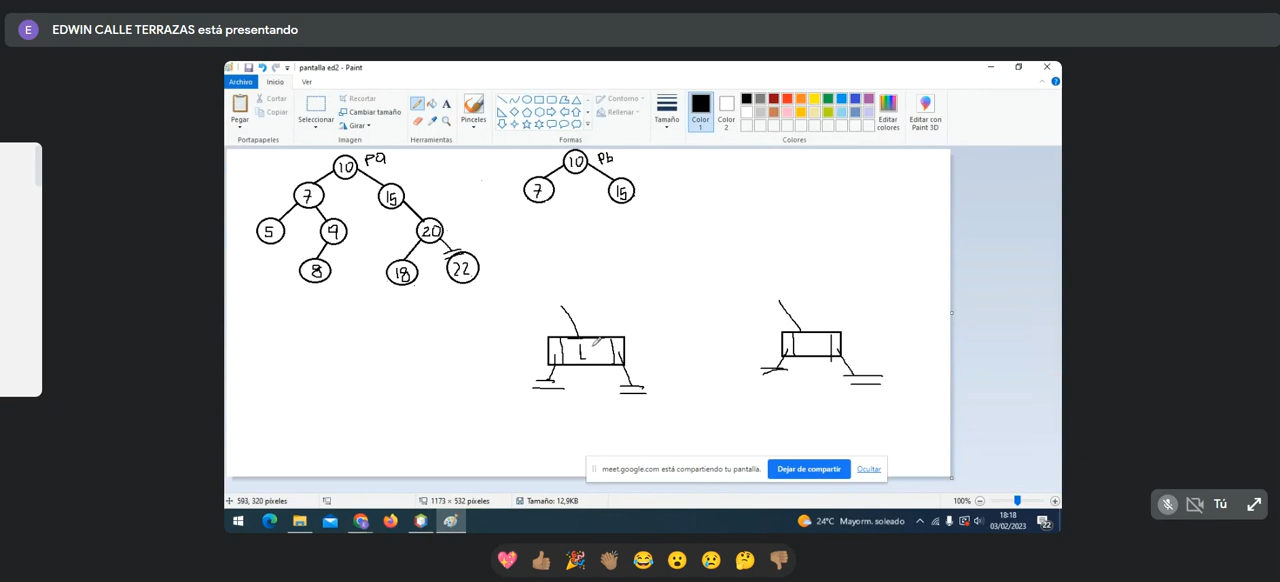 E EDWIN CALLE TERRAZAS está presentando
pantalla ed2 - Paint
Archivo Inicio Ver
Pegar
Cortar
Copiar
Portapapeles
Seleccionar
Recortar
Cambiar tamaño
Girar
Imagen
A
Herramientas
Pinceles
Contorno
Rellenar
Formas
Tamaño
Color 1
Color 2
Editar colores
Editar con Paint 3D
Colores
10 Pa
7 15
5 9 20
8 18 22
10 Pb
7 15
L
meet.google.com está compartiendo tu pantalla.
Dejar de compartir
Ocultar
593, 320 píxeles
1173 × 532 píxeles
Tamaño: 12,9KB
100%
24°C Mayorm. soleado
18:18
03/02/2023
22
Tú